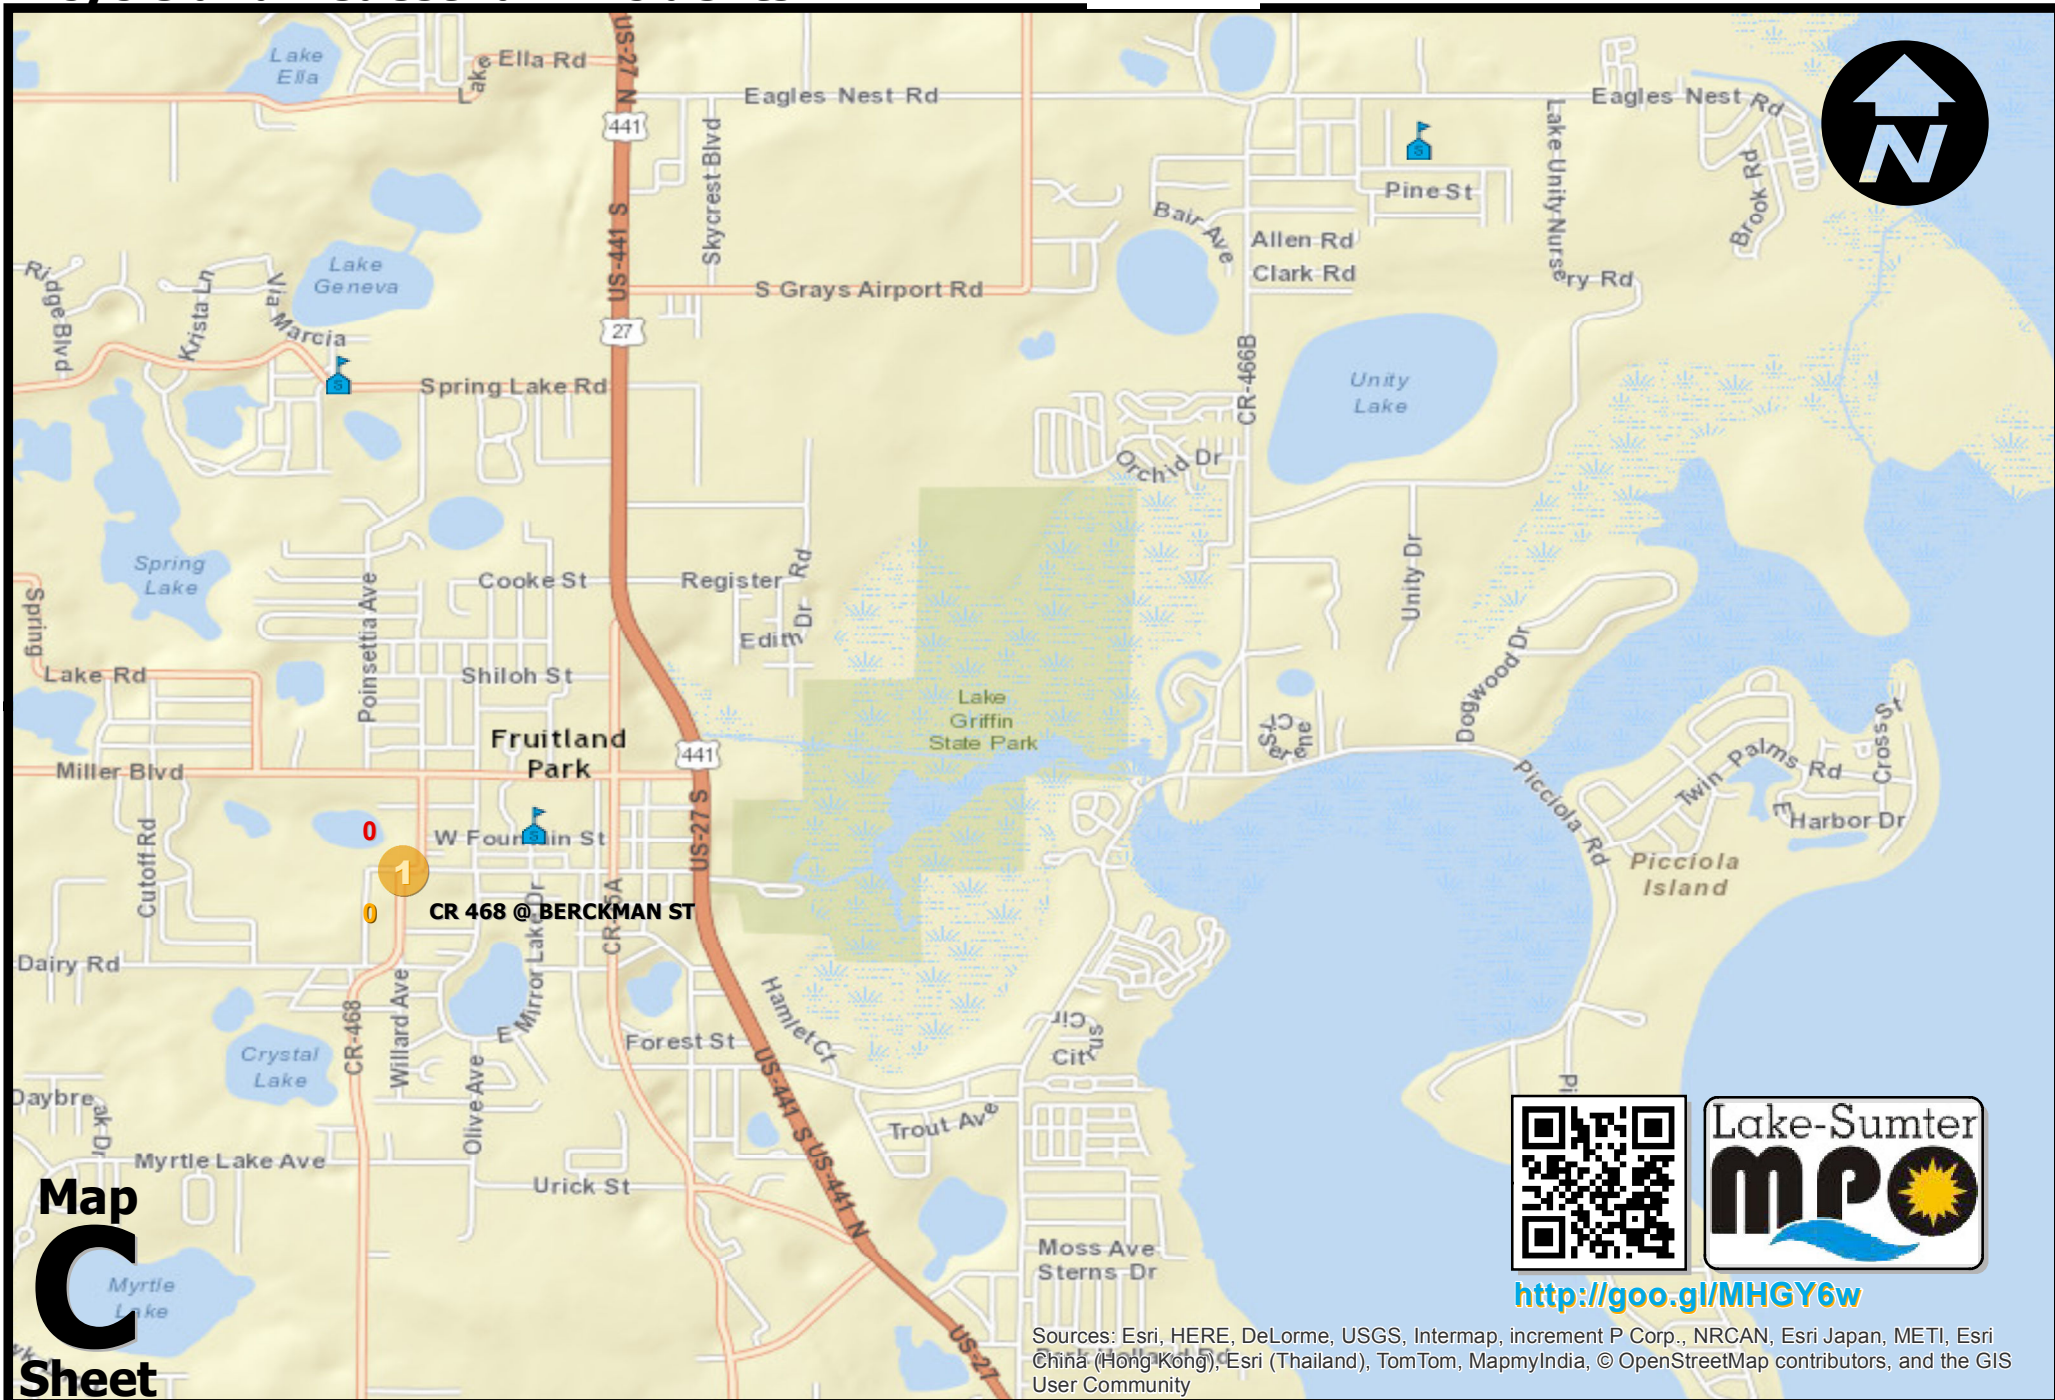 Lake
Ella
Lake Ella Rd
US-27 N
441
Eagles Nest Rd
Eagles Nest Rd
N
Skycrest Blvd
Lake Unity Nursery Rd
Brook Rd
S
Pine St
Bair Ave
Allen Rd
Clark Rd
US-441 S
Lake
Geneva
Ridge Blvd
Krista Ln
Via Marcia
S Grays Airport Rd
27
S
Spring Lake Rd
CR-466B
Unity
Lake
Orchid Dr
Spring
Lake
Poinsettia Ave
Cooke St
Register Rd
Unity Dr
Edith Dr
Spring Lake Rd
Shiloh St
Lake
Griffin
State Park
Serene Ct
Dogwood Dr
Cross St
Fruitland
Park
441
Miller Blvd
Twin Palms Rd
Picciola Rd
E Harbor Dr
US-27 S
0
S
W Fountain St
Cutoff Rd
1
Picciola
Island
0
CR 468 @ BERCKMAN ST
CR-25A
E Mirror Lake Dr
Dairy Rd
Willard Ave
CR-468
Hamlet Ct
Forest St
Citrus Cir
Crystal
Lake
Olive Ave
US-441 S
Daybreak Dr
Trout Ave
Pi
Myrtle Lake Ave
Urick St
US-441 N
Map
C
Sheet
Myrtle
Lake
Moss Ave
Sterns Dr
US-27
Lake-Sumter
MPO
http://goo.gl/MHGY6w
Sources: Esri, HERE, DeLorme, USGS, Intermap, increment P Corp., NRCAN, Esri Japan, METI, Esri
China (Hong Kong), Esri (Thailand), TomTom, MapmyIndia, © OpenStreetMap contributors, and the GIS
User Community